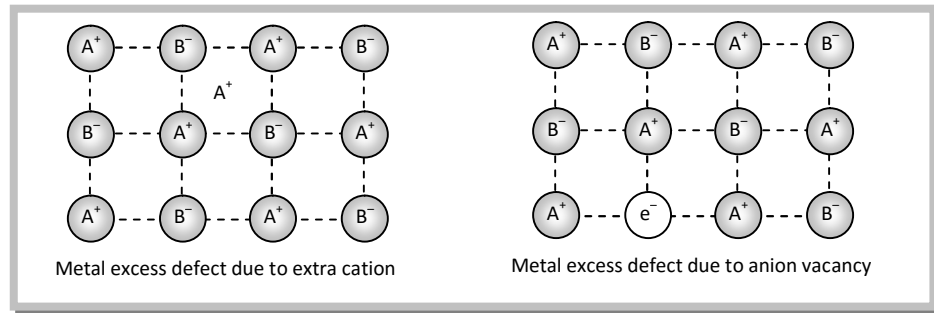 A⁺ B⁻ A⁺ B⁻
A⁺
B⁻ A⁺ B⁻ A⁺
A⁺ B⁻ A⁺ B⁻
Metal excess defect due to extra cation
A⁺ B⁻ A⁺ B⁻
B⁻ A⁺ B⁻ A⁺
A⁺ e⁻ A⁺ B⁻
Metal excess defect due to anion vacancy